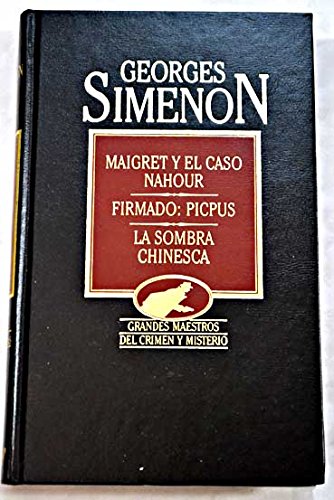 GEORGES
SIMENON
MAIGRET Y EL CASO
NAHOUR
FIRMADO: PICPUS
LA SOMBRA
CHINESCA
GRANDES MAESTROS
DEL CRIMEN Y MISTERIO